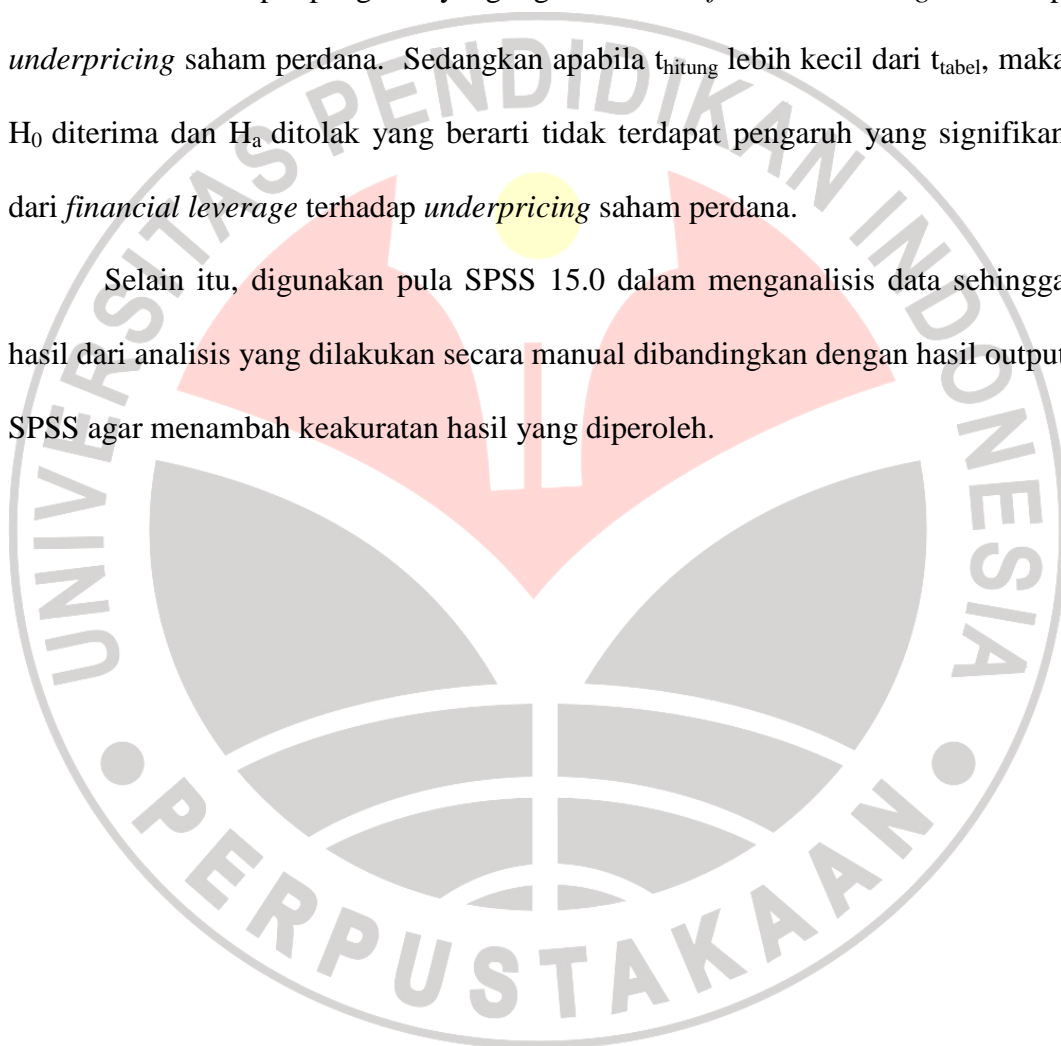 underpricing saham perdana. Sedangkan apabila thitung lebih kecil dari ttabel, maka
H0 diterima dan Ha ditolak yang berarti tidak terdapat pengaruh yang signifikan
dari financial leverage terhadap underpricing saham perdana.
Selain itu, digunakan pula SPSS 15.0 dalam menganalisis data sehingga
hasil dari analisis yang dilakukan secara manual dibandingkan dengan hasil output
SPSS agar menambah keakuratan hasil yang diperoleh.
UNIVERSITAS PENDIDIKAN INDONESIA
PERPUSTAKAAN